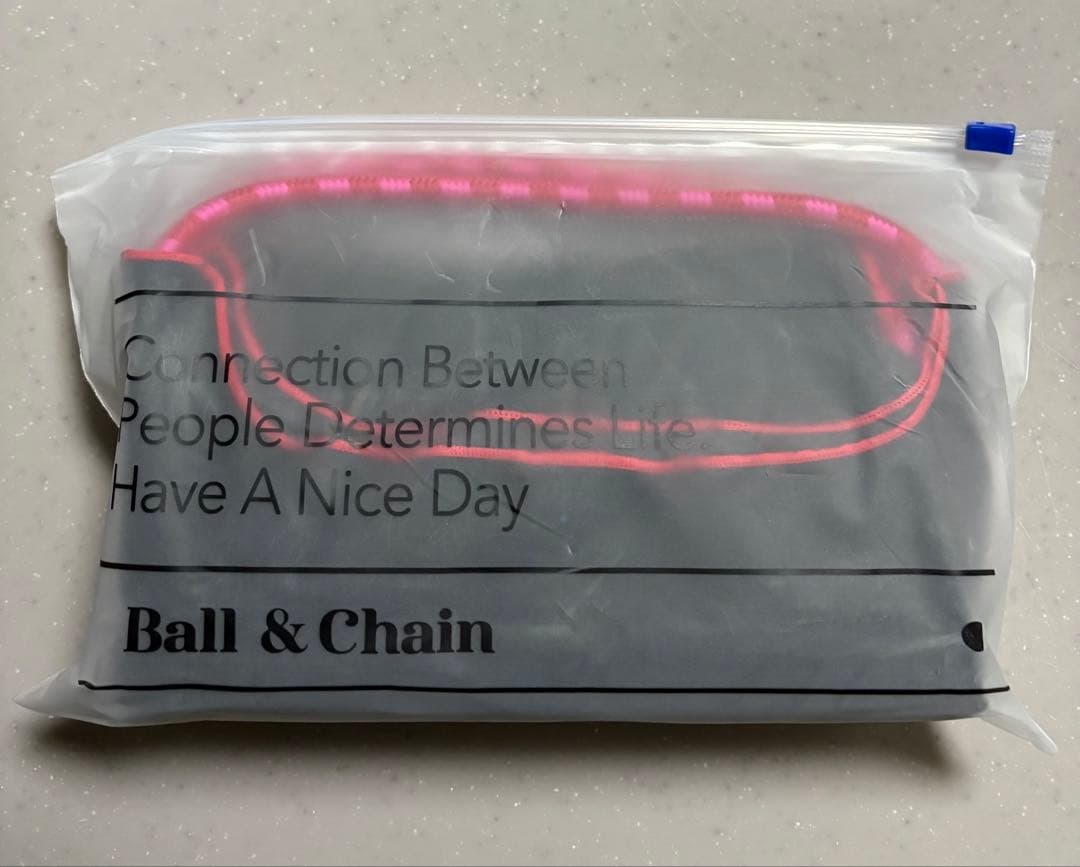 Connection Between
People Determines Life.
Have A Nice Day
Ball & Chain